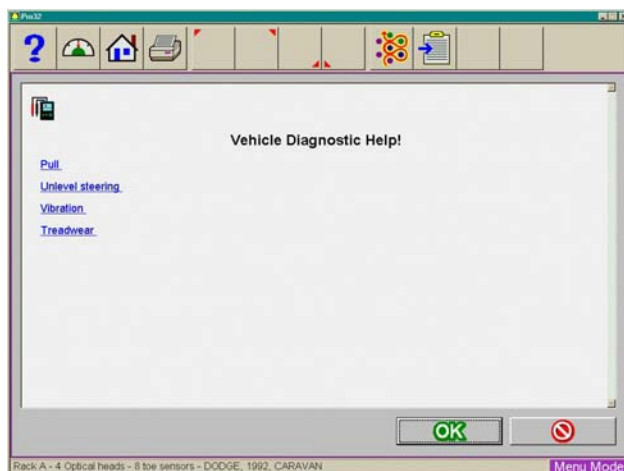 Pro32
Vehicle Diagnostic Help!
Pull
Unlevel steering
Vibration
Treadwear
OK
Rack A - 4 Optical heads - 8 toe sensors - DODGE, 1992, CARAVAN
Menu Mode